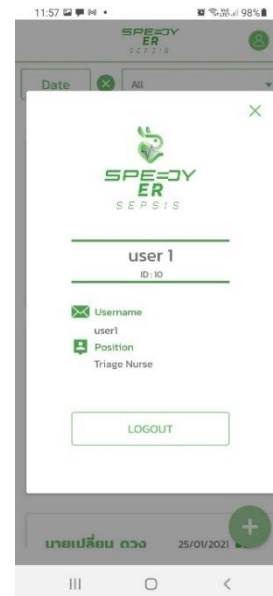 11:57 98%
SPEEDY
ER
SEPSIS
Date All
SPEEDY
ER
SEPSIS
user 1
ID : 10
Username
user1
Position
Triage Nurse
LOGOUT
+
นายเปลี่ยน ดวง 25/01/2021